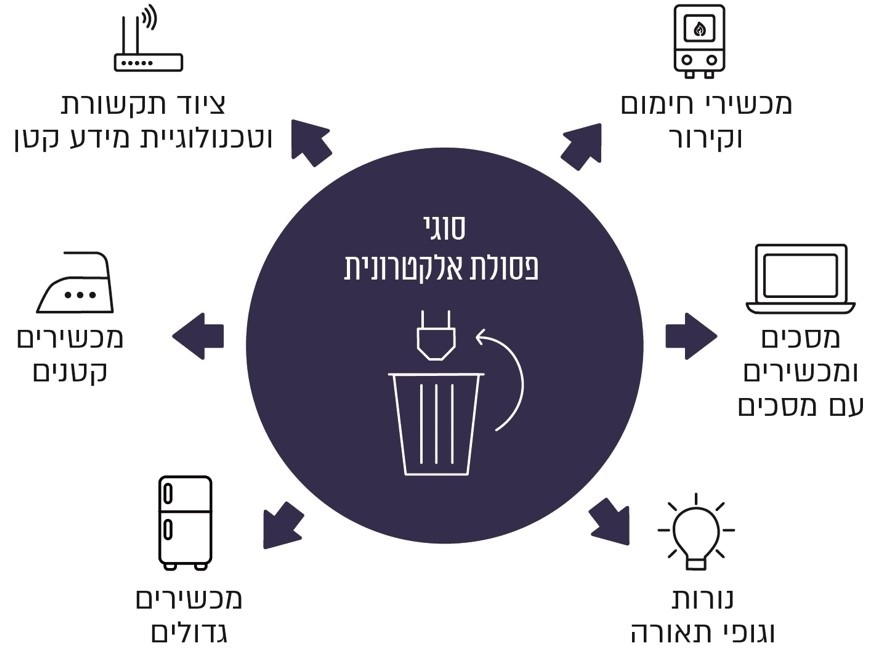 סוגי
פסולת אלקטרונית
מכשירי חימום
וקירור
מסכים
ומכשירים
עם מסכים
נורות
וגופי תאורה
מכשירים
גדולים
מכשירים
קטנים
ציוד תקשורת
וטכנולוגיית מידע קטן